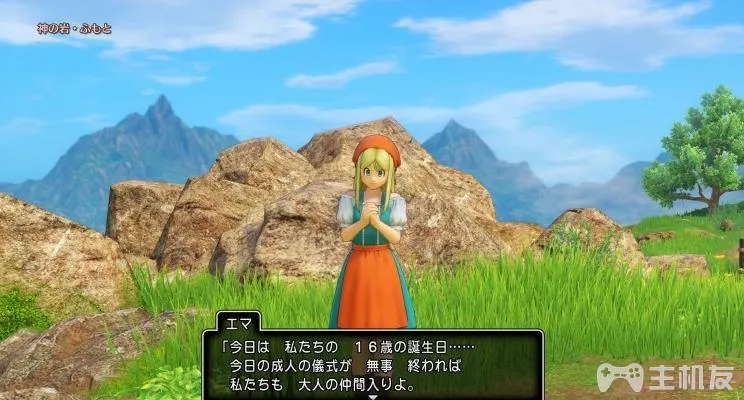 神の岩・ふもと
エマ
「今日は 私たちの 16歳の誕生日……
今日の成人の儀式が 無事 終われば
私たちも 大人の仲間入りよ。
主机友